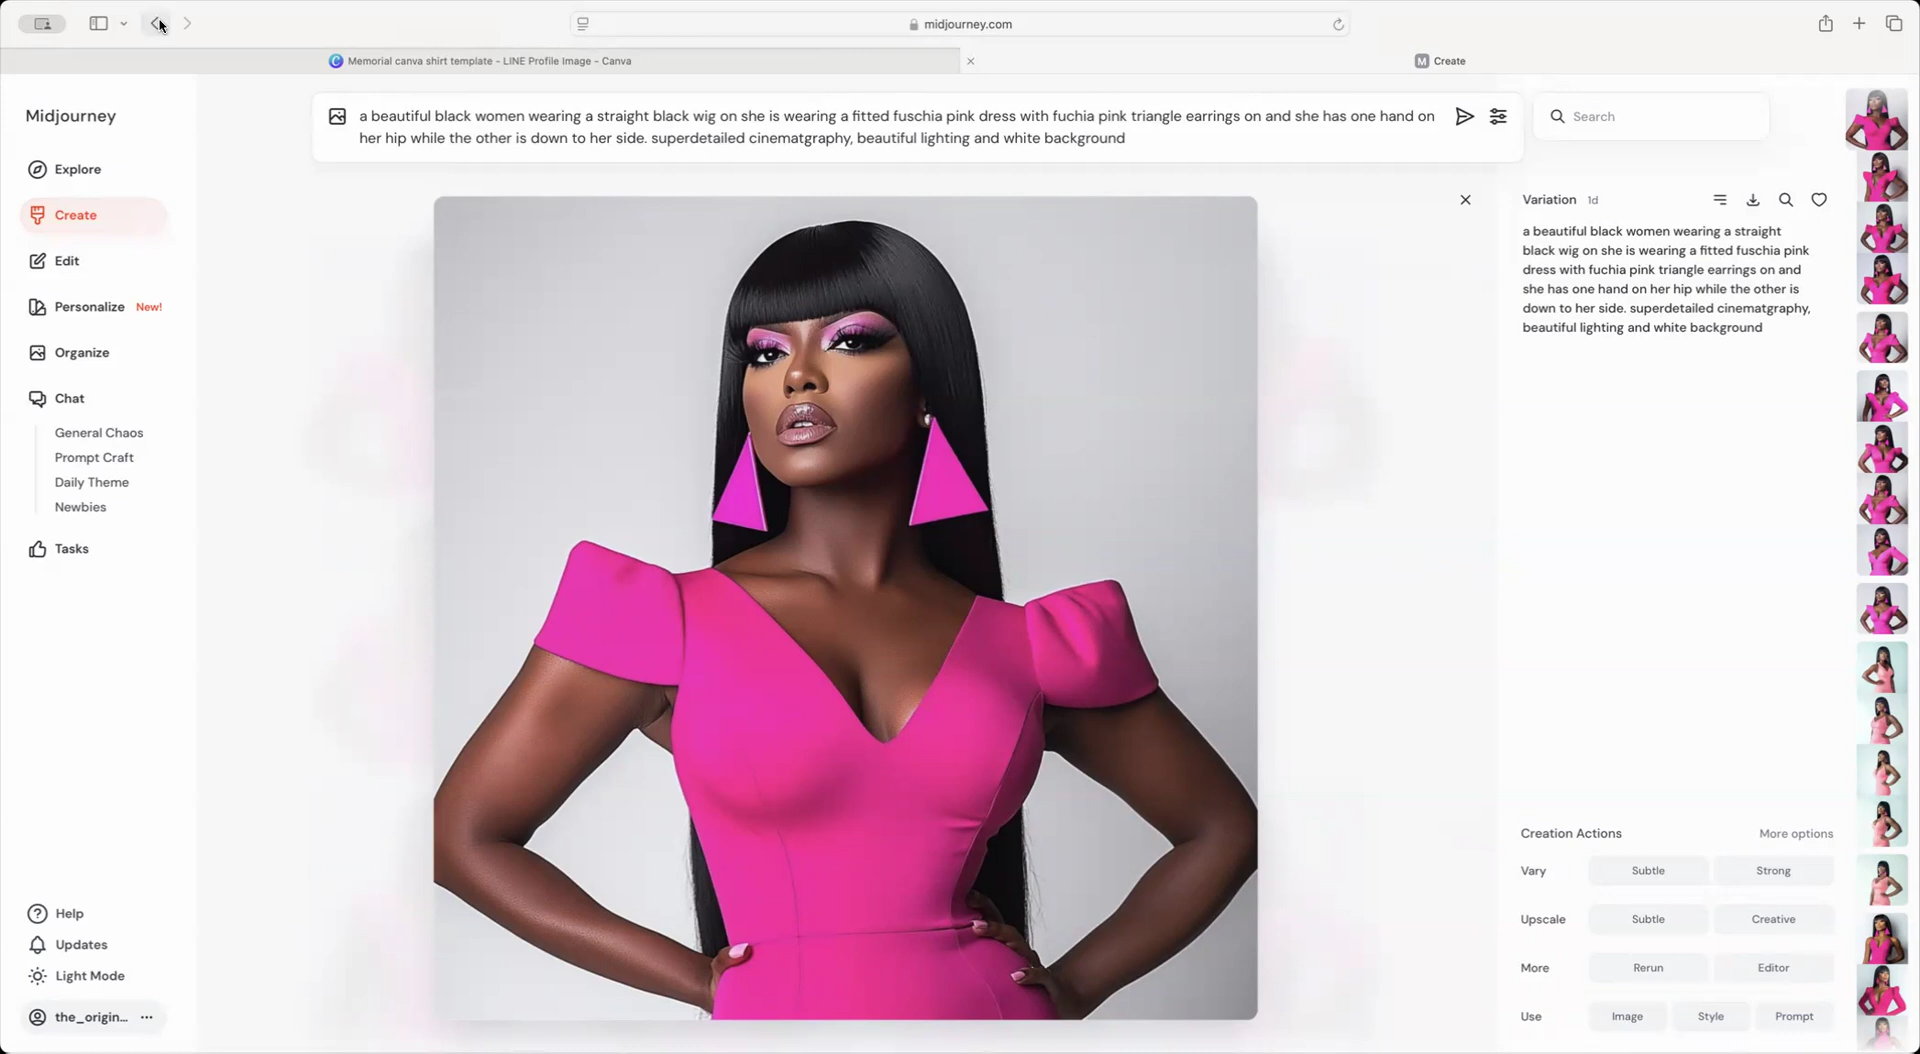 midjourney.com
Memorial canva shirt template - LINE Profile Image - Canva
M Create
Midjourney
a beautiful black women wearing a straight black wig on she is wearing a fitted fuschia pink dress with fuchia pink triangle earrings on and she has one hand on
her hip while the other is down to her side. superdetailed cinematgraphy, beautiful lighting and white background
Search
Explore
Create
Edit
Personalize New!
Organize
Chat
General Chaos
Prompt Craft
Daily Theme
Newbies
Tasks
Help
Updates
Light Mode
the_origin...
Variation 1d
a beautiful black women wearing a straight
black wig on she is wearing a fitted fuschia pink
dress with fuchia pink triangle earrings on and
she has one hand on her hip while the other is
down to her side. superdetailed cinematgraphy,
beautiful lighting and white background
Creation Actions More options
Vary Subtle Strong
Upscale Subtle Creative
More Rerun Editor
Use Image Style Prompt